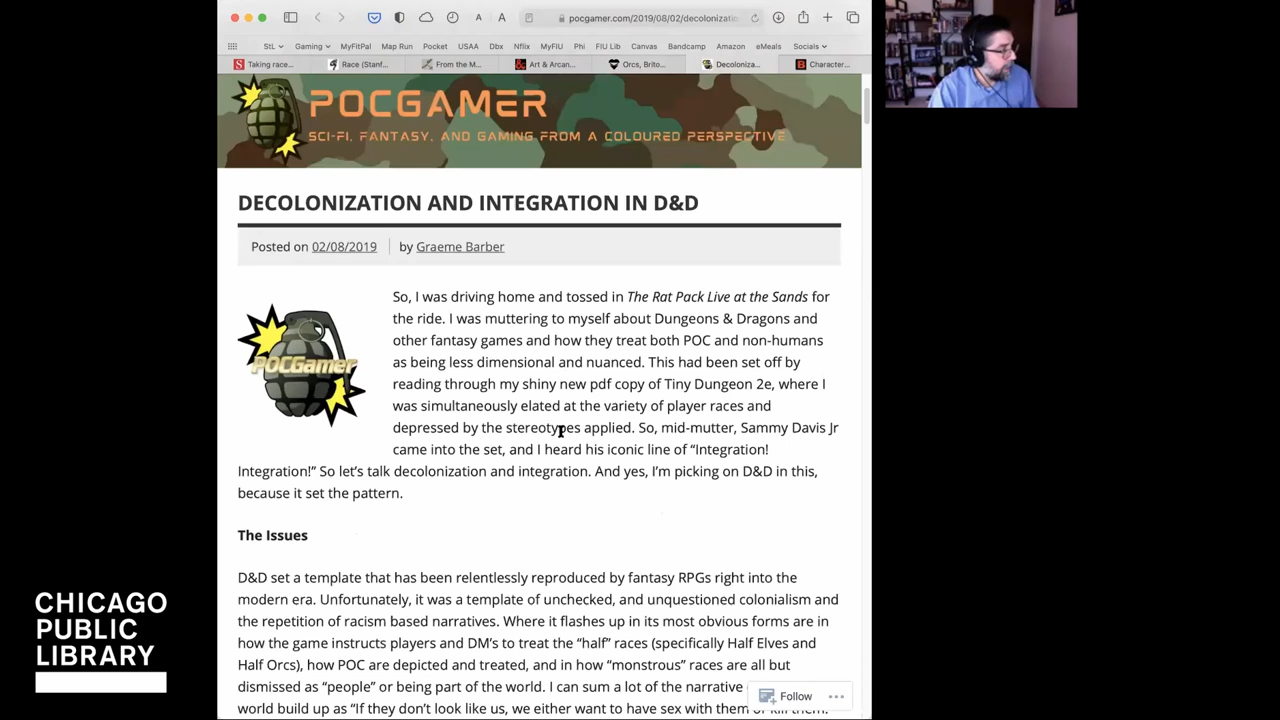 pocgamer.com/2019/08/02/decolonizatio
StL
Gaming
MyFitPal
Map Run
Pocket
USAA
Dbx
Nflix
MyFIU
Phi
FIU Lib
Canvas
Bandcamp
Amazon
eMeals
Socials
Taking race...
Race (Stanf...
From the M...
Art & Arcan...
Orcs, Brito...
Decoloniza...
Character...
POCGAMER
SCI-FI, FANTASY, AND GAMING FROM A COLOURED PERSPECTIVE
DECOLONIZATION AND INTEGRATION IN D&D
Posted on 02/08/2019 by Graeme Barber
POCGamer
So, I was driving home and tossed in The Rat Pack Live at the Sands for
the ride. I was muttering to myself about Dungeons & Dragons and
other fantasy games and how they treat both POC and non-humans
as being less dimensional and nuanced. This had been set off by
reading through my shiny new pdf copy of Tiny Dungeon 2e, where I
was simultaneously elated at the variety of player races and
depressed by the stereotypes applied. So, mid-mutter, Sammy Davis Jr
came into the set, and I heard his iconic line of “Integration!
Integration!” So let’s talk decolonization and integration. And yes, I’m picking on D&D in this,
because it set the pattern.
The Issues
D&D set a template that has been relentlessly reproduced by fantasy RPGs right into the
modern era. Unfortunately, it was a template of unchecked, and unquestioned colonialism and
the repetition of racism based narratives. Where it flashes up in its most obvious forms are in
how the game instructs players and DM’s to treat the “half” races (specifically Half Elves and
Half Orcs), how POC are depicted and treated, and in how “monstrous” races are all but
dismissed as “people” or being part of the world. I can sum a lot of the narrative
world build up as “If they don’t look like us, we either want to have sex with them or kill them.
Follow
CHICAGO
PUBLIC
LIBRARY